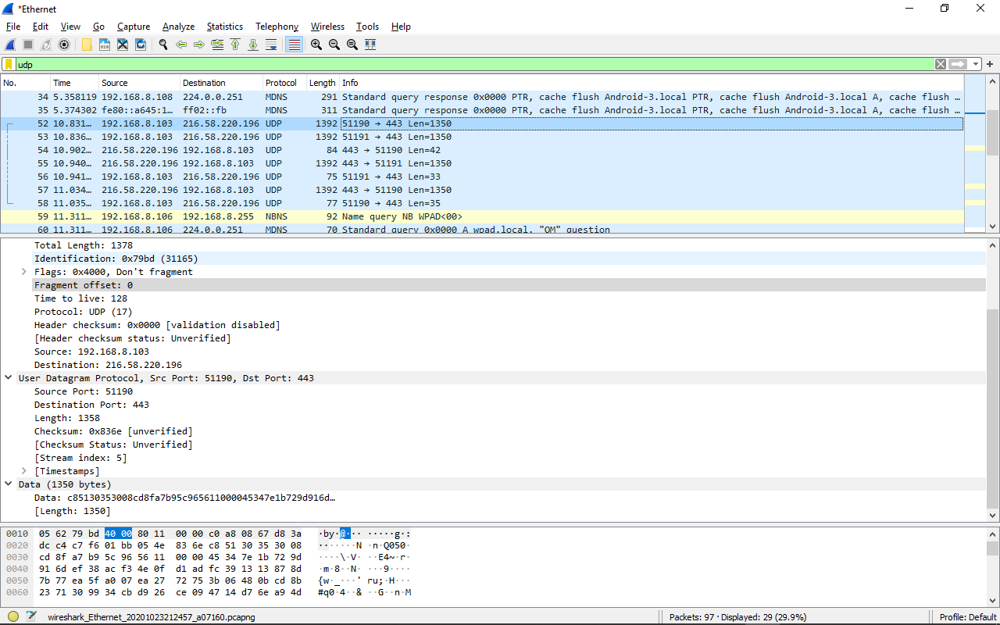 *Ethernet
File Edit View Go Capture Analyze Statistics Telephony Wireless Tools Help
udp
No. Time Source Destination Protocol Length Info
34 5.358119 192.168.8.108 224.0.0.251 MDNS 291 Standard query response 0x0000 PTR, cache flush Android-3.local PTR, cache flush Android-3.local A, cache flush …
35 5.374302 fe80::a645:1… ff02::fb MDNS 311 Standard query response 0x0000 PTR, cache flush Android-3.local PTR, cache flush Android-3.local A, cache flush …
52 10.831… 192.168.8.103 216.58.220.196 UDP 1392 51190 → 443 Len=1350
53 10.836… 192.168.8.103 216.58.220.196 UDP 1392 51191 → 443 Len=1350
54 10.902… 216.58.220.196 192.168.8.103 UDP 84 443 → 51190 Len=42
55 10.940… 216.58.220.196 192.168.8.103 UDP 1392 443 → 51191 Len=1350
56 10.941… 192.168.8.103 216.58.220.196 UDP 75 51191 → 443 Len=33
57 11.034… 216.58.220.196 192.168.8.103 UDP 1392 443 → 51190 Len=1350
58 11.035… 192.168.8.103 216.58.220.196 UDP 77 51190 → 443 Len=35
59 11.311… 192.168.8.106 192.168.8.255 NBNS 92 Name query NB WPAD<00>
60 11.311… 192.168.8.106 224.0.0.251 MDNS 70 Standard query 0x0000 A wpad.local, "QM" question
Total Length: 1378
Identification: 0x79bd (31165)
Flags: 0x4000, Don't fragment
Fragment offset: 0
Time to live: 128
Protocol: UDP (17)
Header checksum: 0x0000 [validation disabled]
[Header checksum status: Unverified]
Source: 192.168.8.103
Destination: 216.58.220.196
User Datagram Protocol, Src Port: 51190, Dst Port: 443
Source Port: 51190
Destination Port: 443
Length: 1358
Checksum: 0x836e [unverified]
[Checksum Status: Unverified]
[Stream index: 5]
[Timestamps]
Data (1350 bytes)
Data: c85130353008cd8fa7b95c965611000045347e1b729d916d…
[Length: 1350]
0010 05 62 79 bd 40 00 80 11 00 00 c0 a8 08 67 d8 3a ·by·@··· ·····g·:
0020 dc c4 c7 f6 01 bb 05 4e 83 6e c8 51 30 35 30 08 ·······N ·n·Q050·
0030 cd 8f a7 b9 5c 96 56 11 00 00 45 34 7e 1b 72 9d ····\·V· ··E4~·r·
0040 91 6d ef 38 ac f3 4e 0f d1 ad fc 39 13 13 87 8d ·m·8··N· ···9····
0050 7b 77 ea 5f a0 07 ea 27 72 75 3b 06 48 0b cd 8b {w·_···' ru;·H···
0060 23 71 30 99 34 cb d9 26 ce 09 47 14 d7 6e a9 4d #q0·4··& ··G··n·M
wireshark_Ethernet_20201023212457_a07160.pcapng Packets: 97 · Displayed: 29 (29.9%) Profile: Default